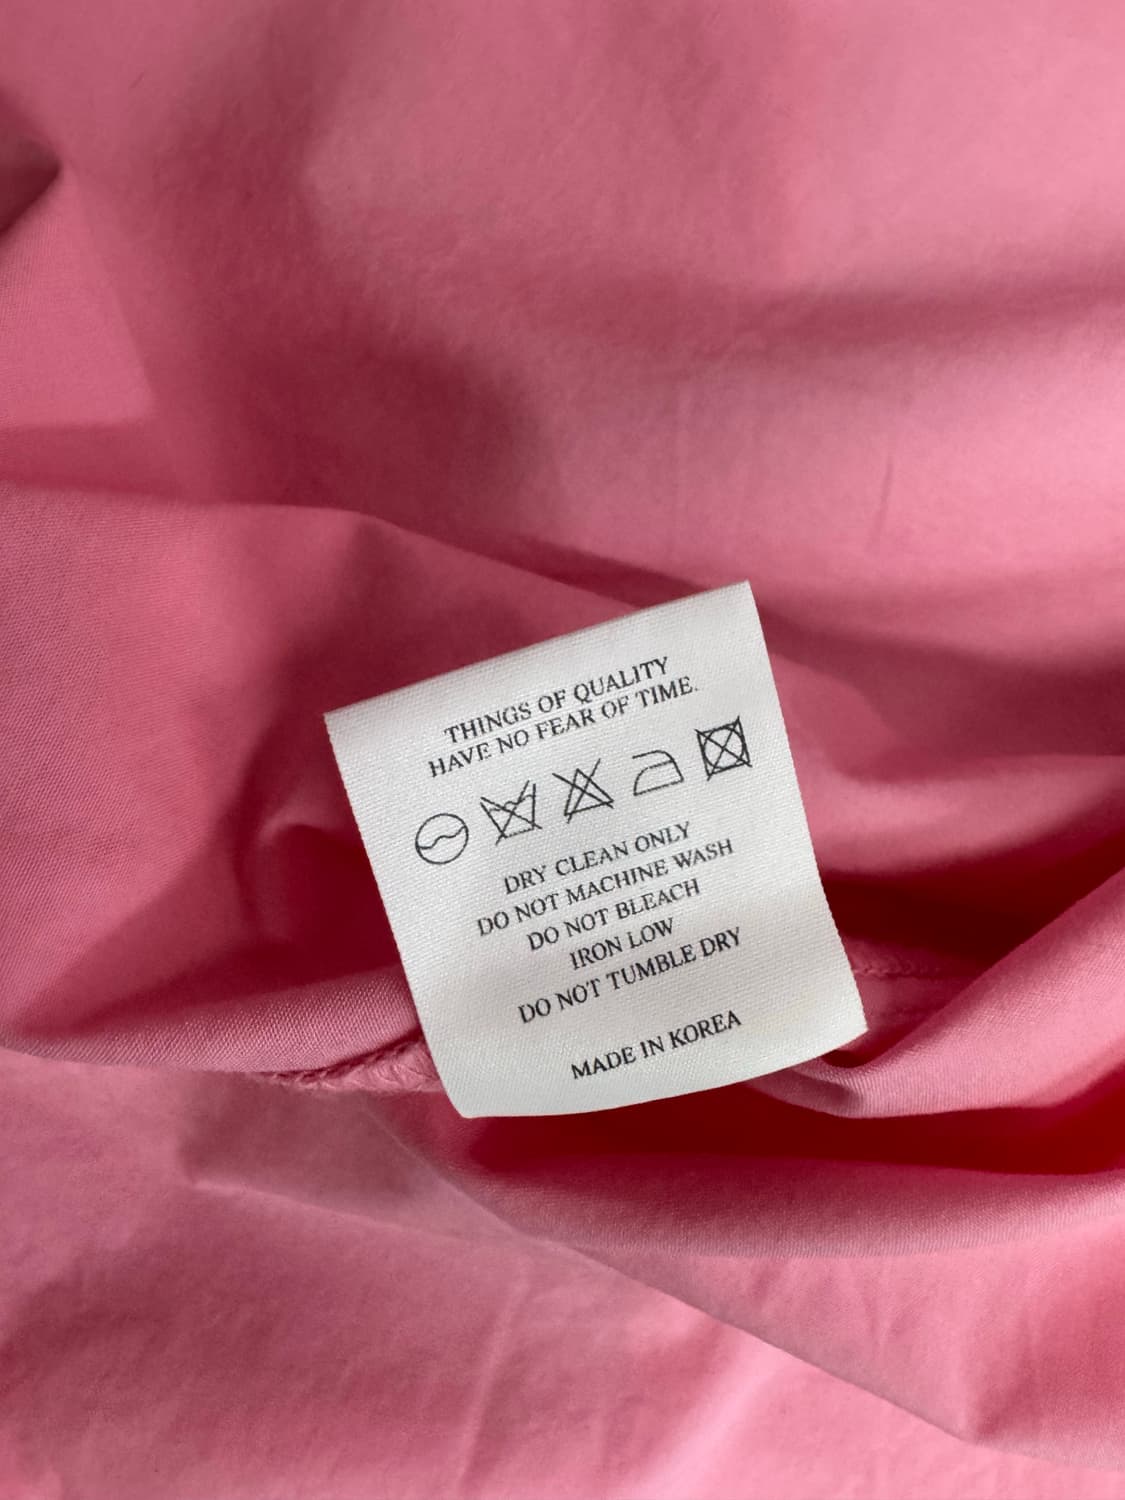 THINGS OF QUALITY
HAVE NO FEAR OF TIME.
DRY CLEAN ONLY
DO NOT MACHINE WASH
DO NOT BLEACH
IRON LOW
DO NOT TUMBLE DRY
MADE IN KOREA